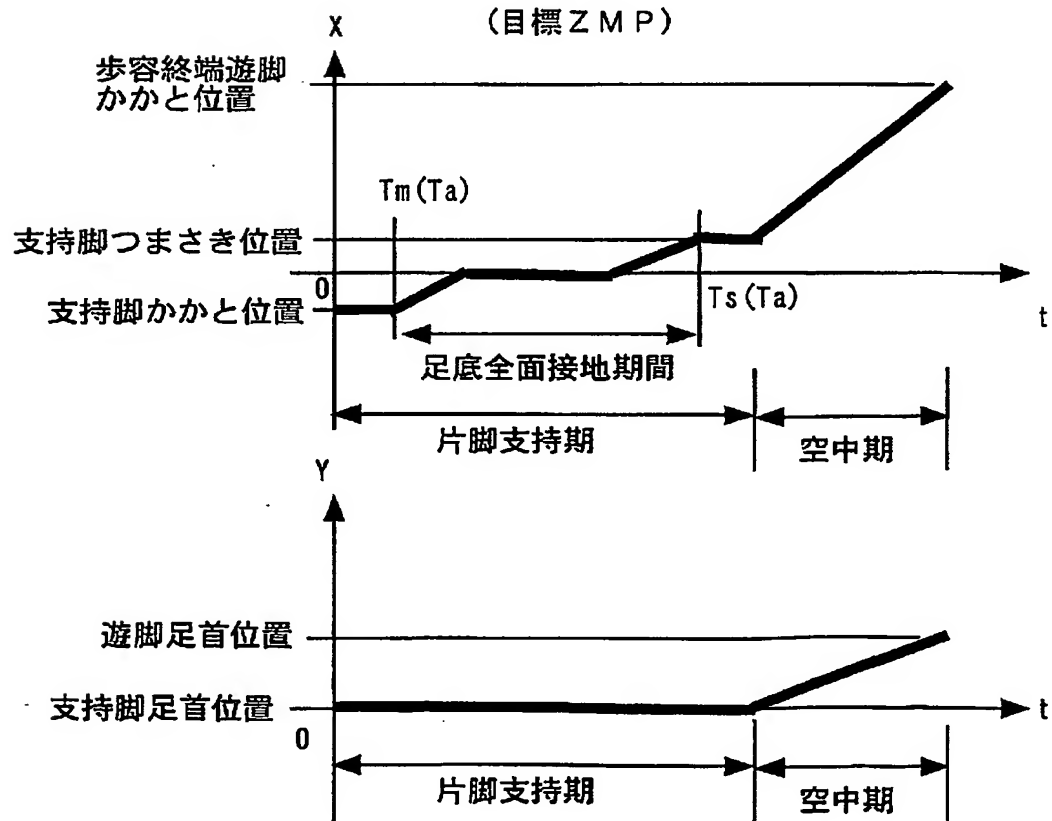 (目標ZMP)
X
歩容終端遊脚
かかと位置
Tm(Ta)
支持脚つまさき位置
0
Ts(Ta)
支持脚かかと位置
t
足底全面接地期間
片脚支持期
空中期
Y
遊脚足首位置
支持脚足首位置
t
0
片脚支持期
空中期